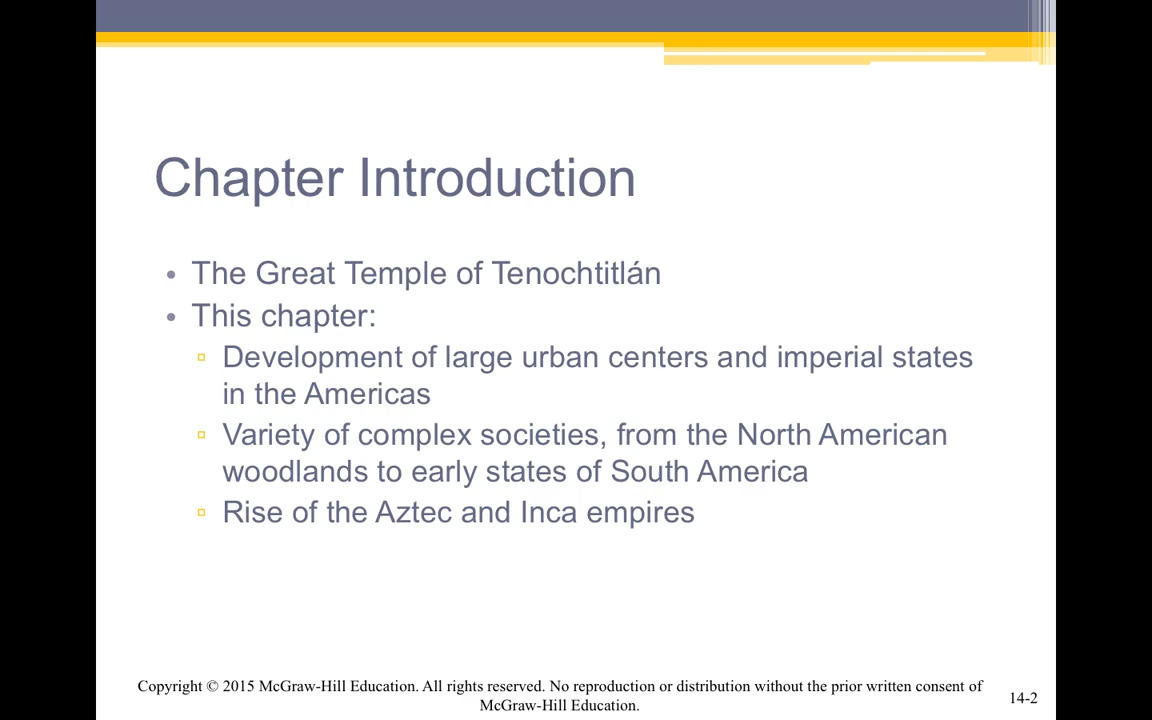 Chapter Introduction
• The Great Temple of Tenochtitlán
• This chapter:
▫ Development of large urban centers and imperial states
in the Americas
▫ Variety of complex societies, from the North American
woodlands to early states of South America
▫ Rise of the Aztec and Inca empires
Copyright © 2015 McGraw-Hill Education. All rights reserved. No reproduction or distribution without the prior written consent of
McGraw-Hill Education.
14-2